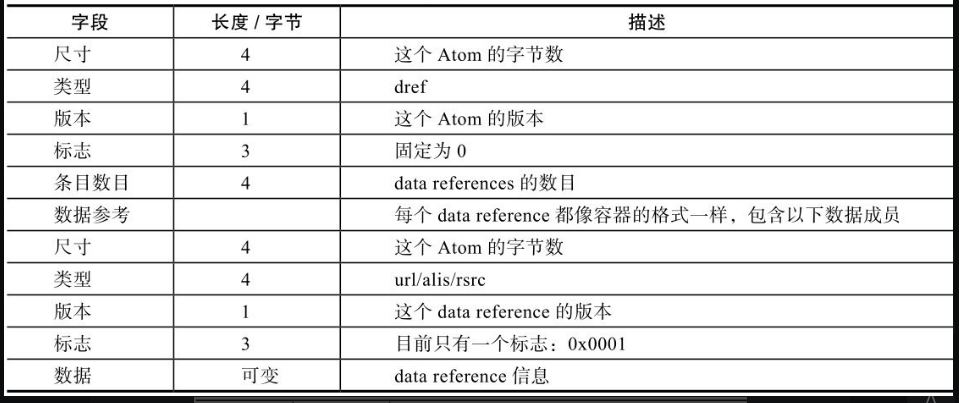 字段 长度 / 字节 描述
尺寸 4 这个 Atom 的字节数
类型 4 dref
版本 1 这个 Atom 的版本
标志 3 固定为 0
条目数目 4 data references 的数目
数据参考 每个 data reference 都像容器的格式一样，包含以下数据成员
尺寸 4 这个 Atom 的字节数
类型 4 url/alis/rsrc
版本 1 这个 data reference 的版本
标志 3 目前只有一个标志：0x0001
数据 可变 data reference 信息